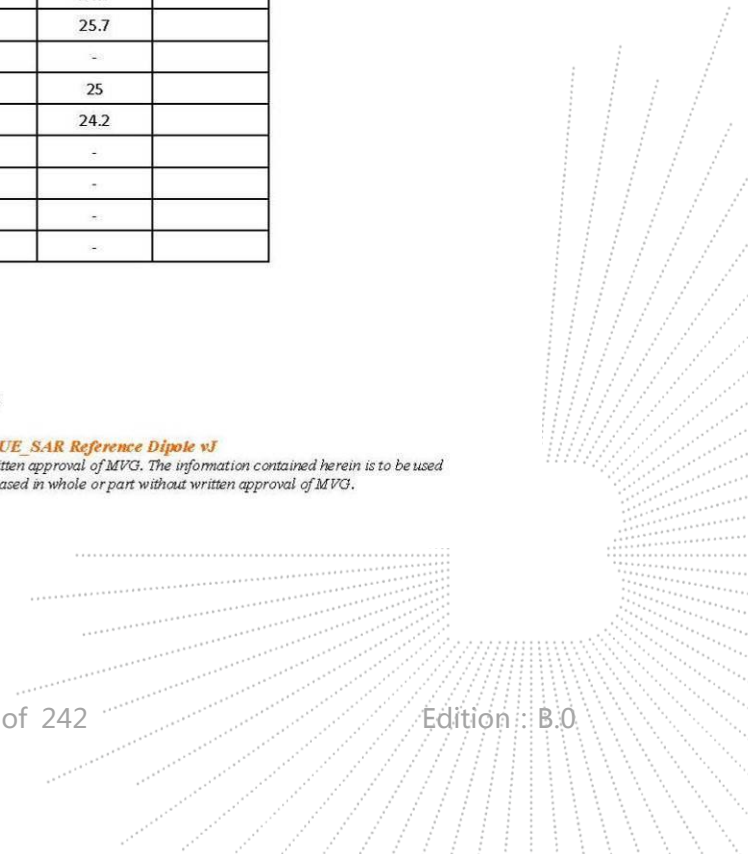 25.7
-
25
24.2
-
-
-
-
UE_SAR Reference Dipole vJ
tten approval of MVG. The information contained herein is to be used
ased in whole or part without written approval of MVG.
of 242
Edition : B.0